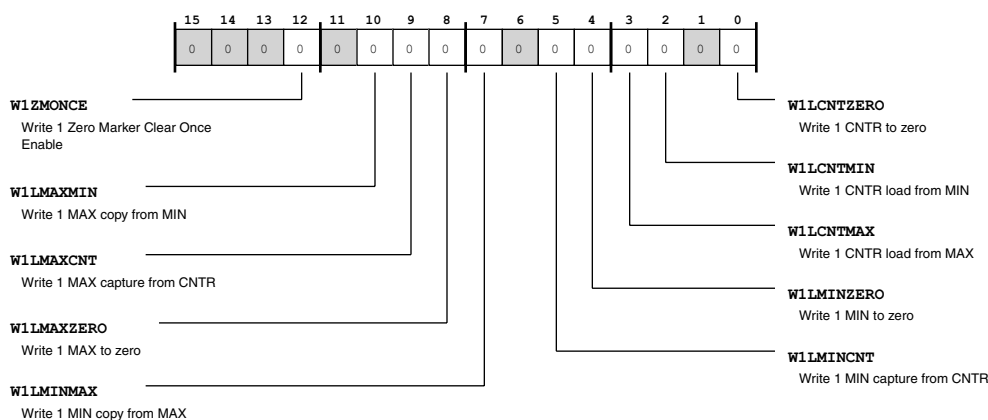 15 14 13 12 11 10 9 8 7 6 5 4 3 2 1 0
0 0 0 0 0 0 0 0 0 0 0 0 0 0 0 0
W1ZMONCE
Write 1 Zero Marker Clear Once
Enable
W1LMAXMIN
Write 1 MAX copy from MIN
W1LMAXCNT
Write 1 MAX capture from CNTR
W1LMAXZERO
Write 1 MAX to zero
W1LMINMAX
Write 1 MIN copy from MAX
W1LCNTZERO
Write 1 CNTR to zero
W1LCNTMIN
Write 1 CNTR load from MIN
W1LCNTMAX
Write 1 CNTR load from MAX
W1LMINZERO
Write 1 MIN to zero
W1LMINCNT
Write 1 MIN capture from CNTR